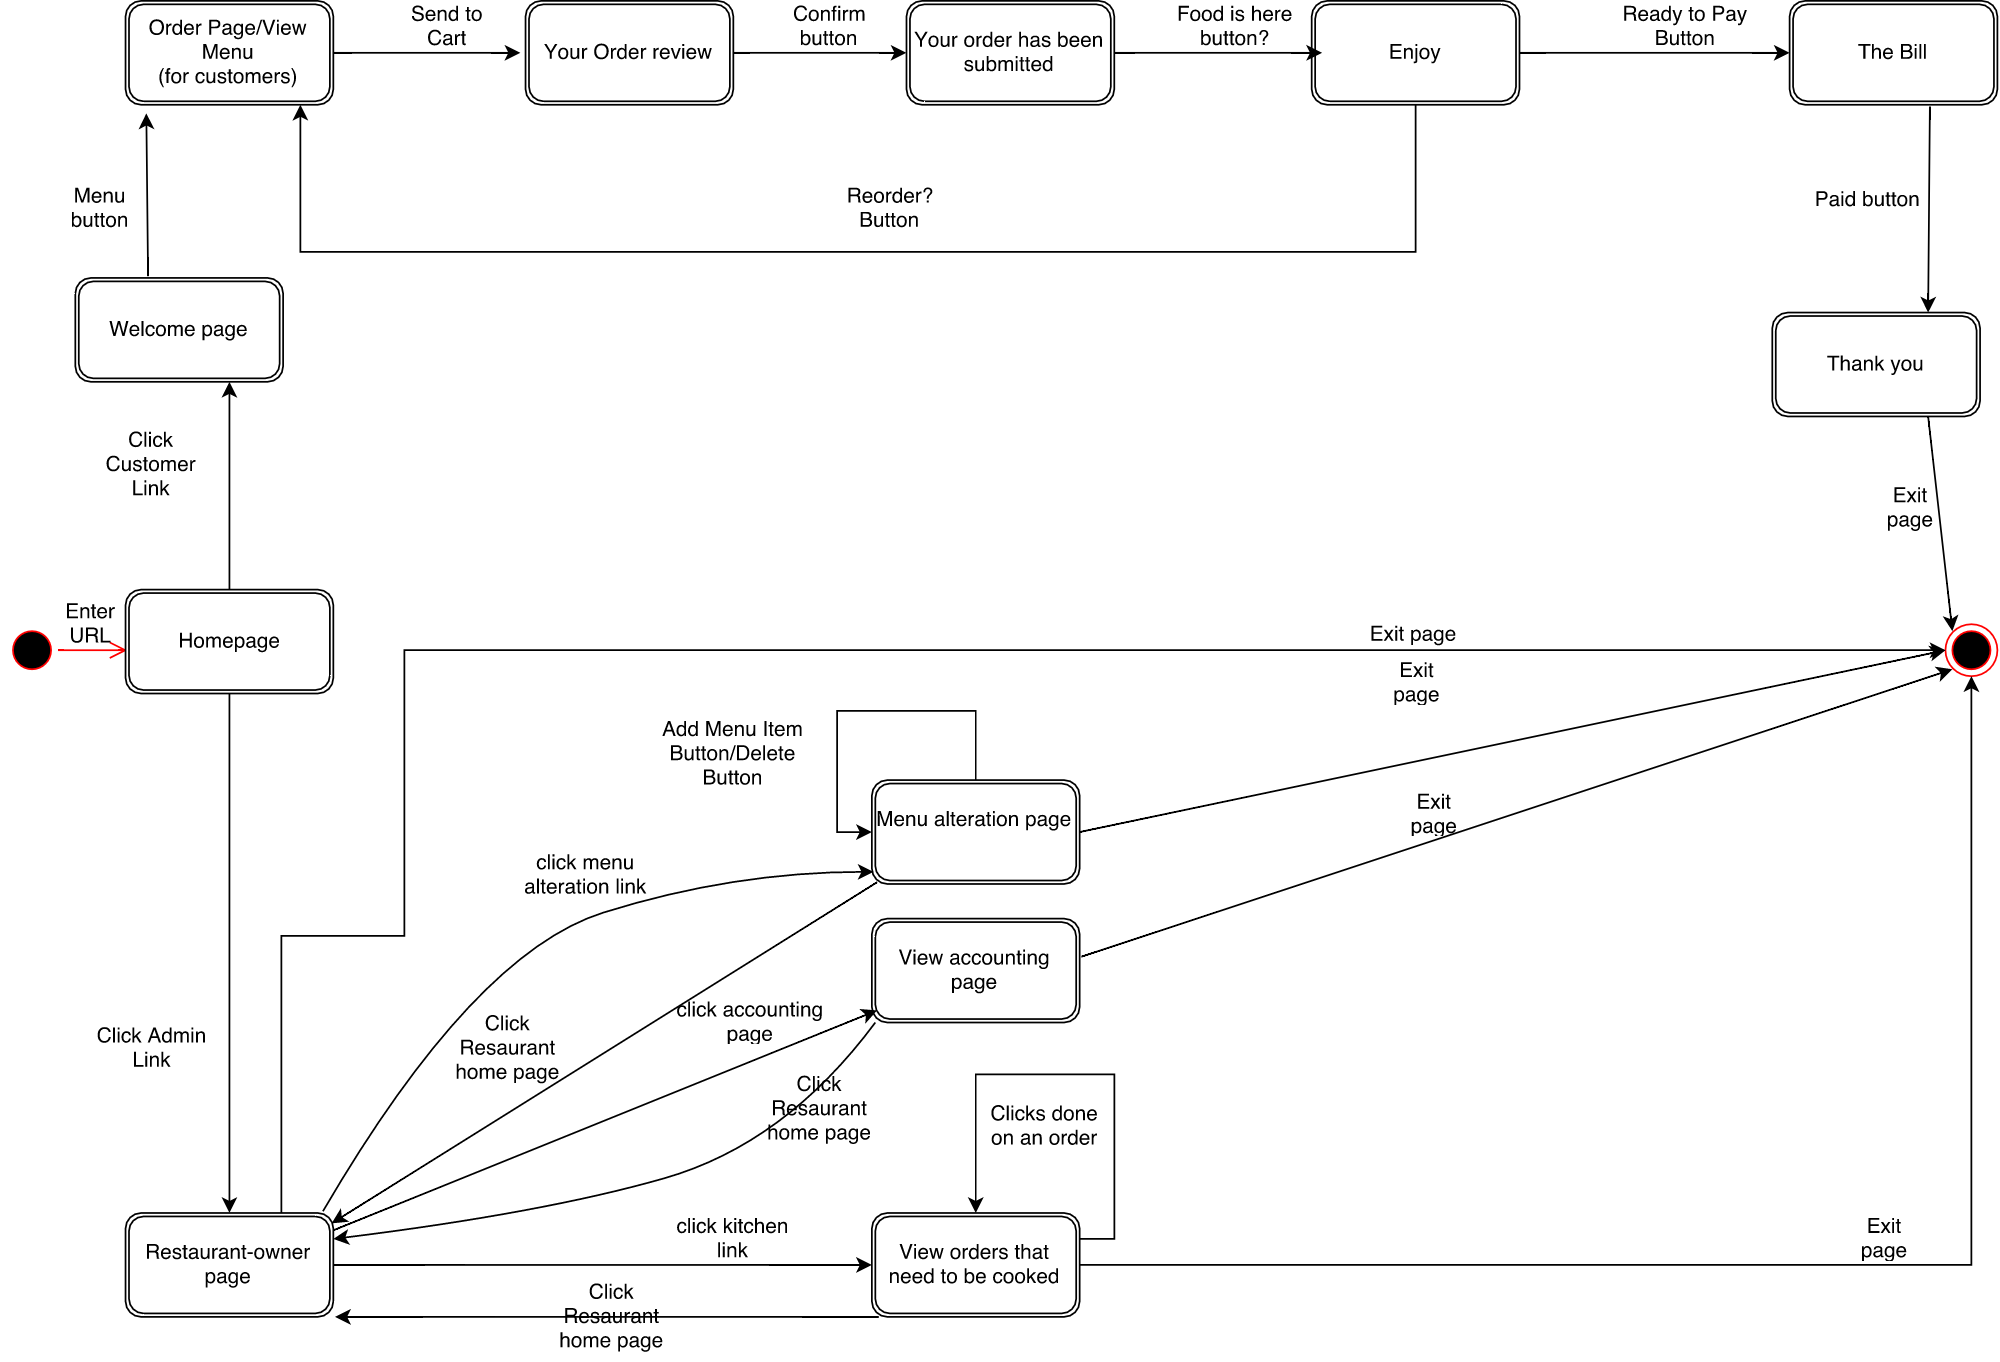 Order Page/View
Menu
(for customers)
Send to
Cart
Your Order review
Confirm
button
Your order has been
submitted
Food is here
button?
Enjoy
Ready to Pay
Button
The Bill
Menu
button
Reorder?
Button
Paid button
Welcome page
Thank you
Click
Customer
Link
Exit
page
Enter
URL
Homepage
Exit page
Exit
page
Add Menu Item
Button/Delete
Button
Menu alteration page
Exit
page
click menu
alteration link
View accounting
page
click accounting
page
Click
Resaurant
home page
Click Admin
Link
Click
Resaurant
home page
Clicks done
on an order
Restaurant-owner
page
click kitchen
link
View orders that
need to be cooked
Exit
page
Click
Resaurant
home page